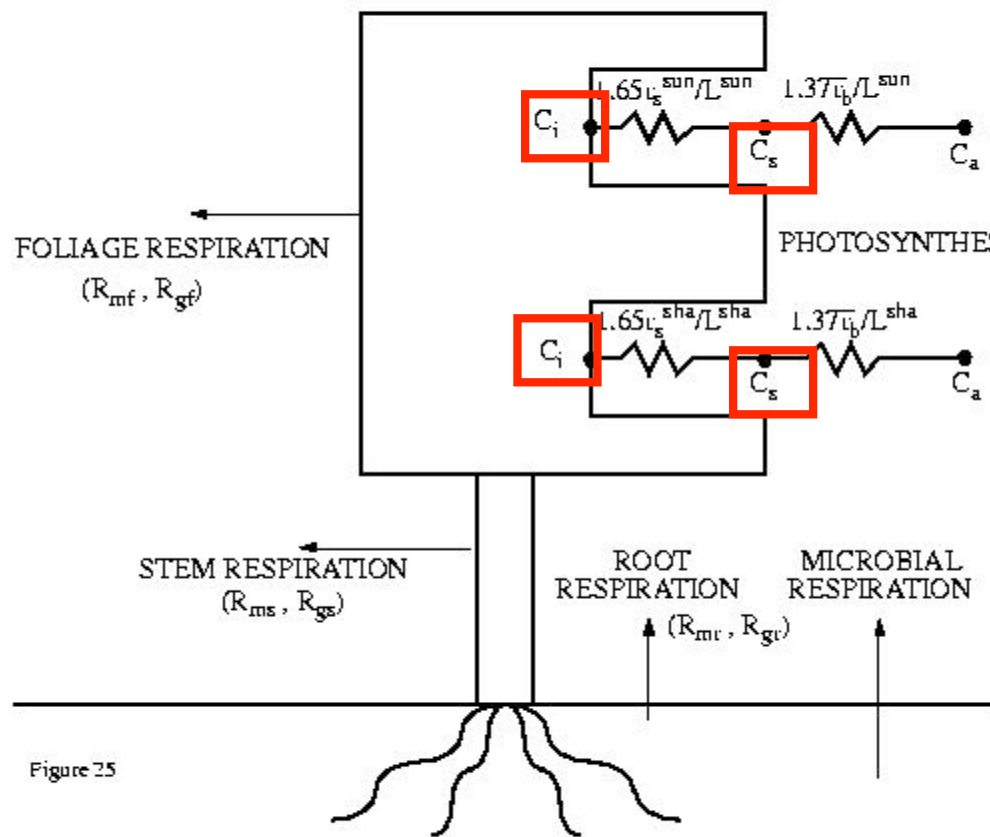 1.65r_s^sun/L^sun 1.37r_b/L^sun
C_i
C_s
C_a
FOLIAGE RESPIRATION
(R_mf , R_gf)
PHOTOSYNTHES
1.65r_s^sha/L^sha 1.37r_b/L^sha
C_i
C_s
C_a
STEM RESPIRATION
(R_ms , R_gs)
ROOT
RESPIRATION
(R_mr , R_gr)
MICROBIAL
RESPIRATION
Figure 25